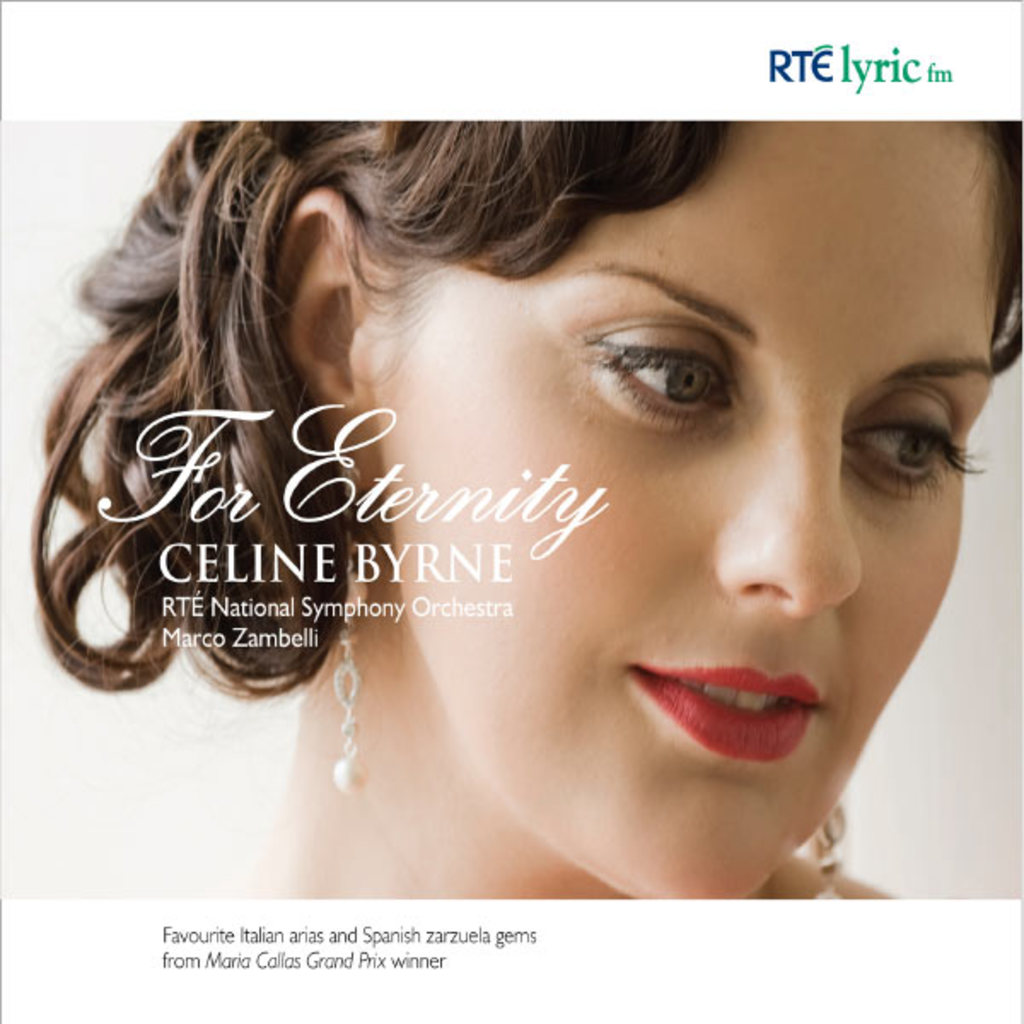 RTÉ lyric fm
For Eternity
CELINE BYRNE
RTÉ National Symphony Orchestra
Marco Zambelli
Favourite Italian arias and Spanish zarzuela gems
from Maria Callas Grand Prix winner